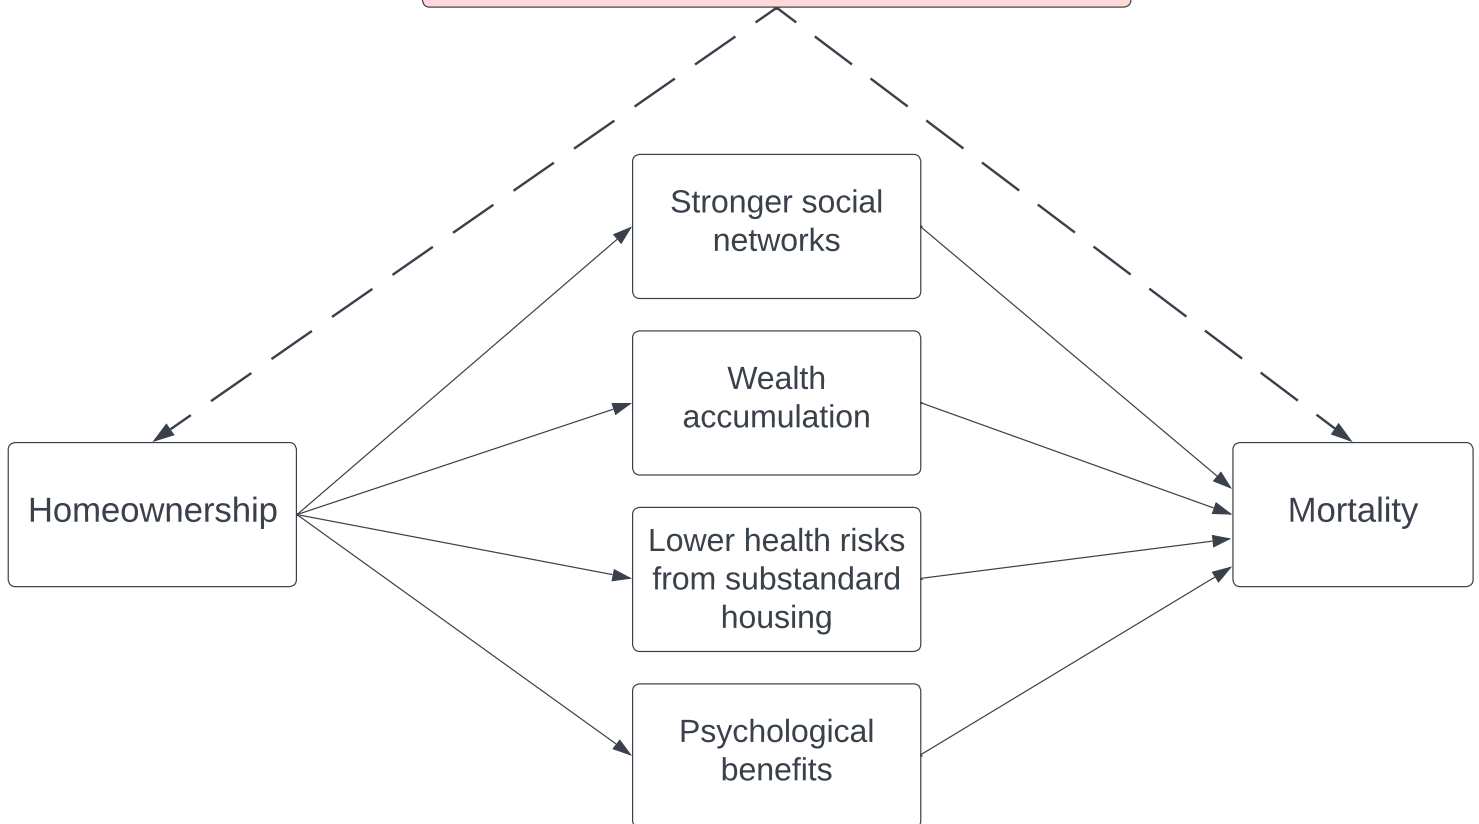 Stronger social
networks
Wealth
accumulation
Homeownership
Mortality
Lower health risks
from substandard
housing
Psychological
benefits